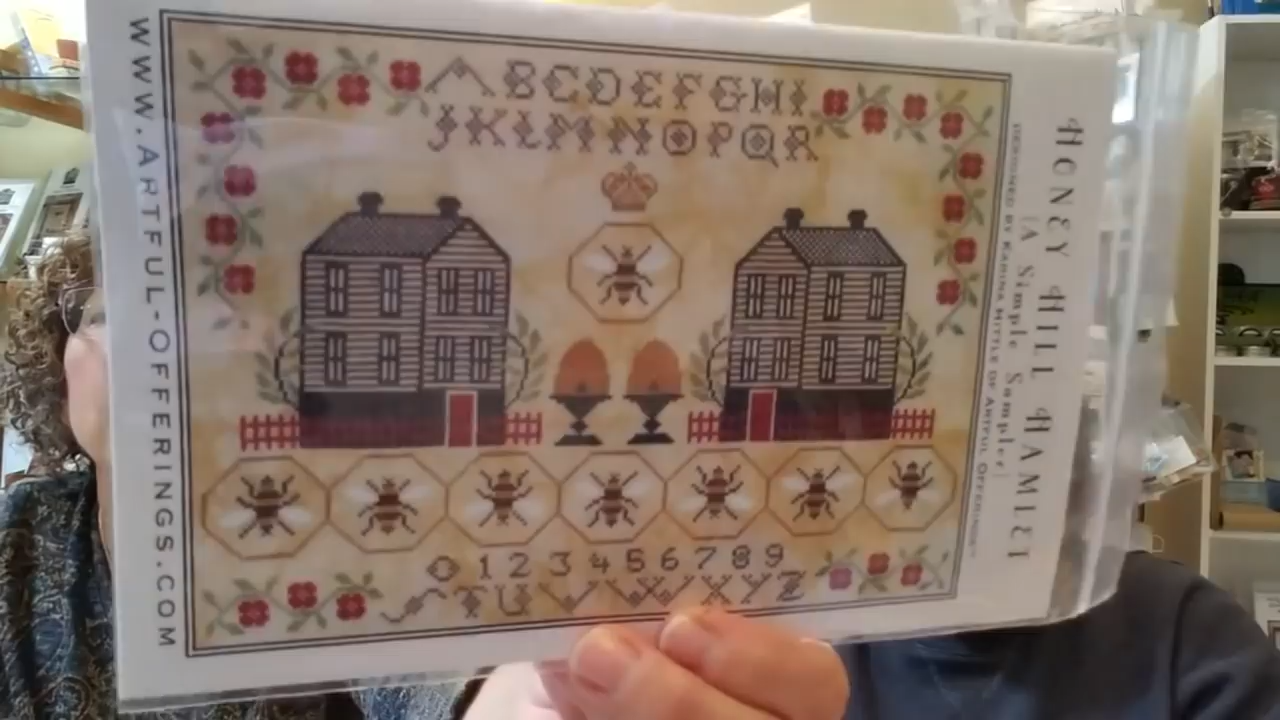 WWW.ARTFUL-OFFERINGS.COM
ABCDEFGHI
JKLMNOPQR
0123456789
STUVWXYZ
HONEY HILL HAMLET
{A Simple Sampler}
DESIGNED BY KARINA HITTLE OF ARTFUL OFFERINGS